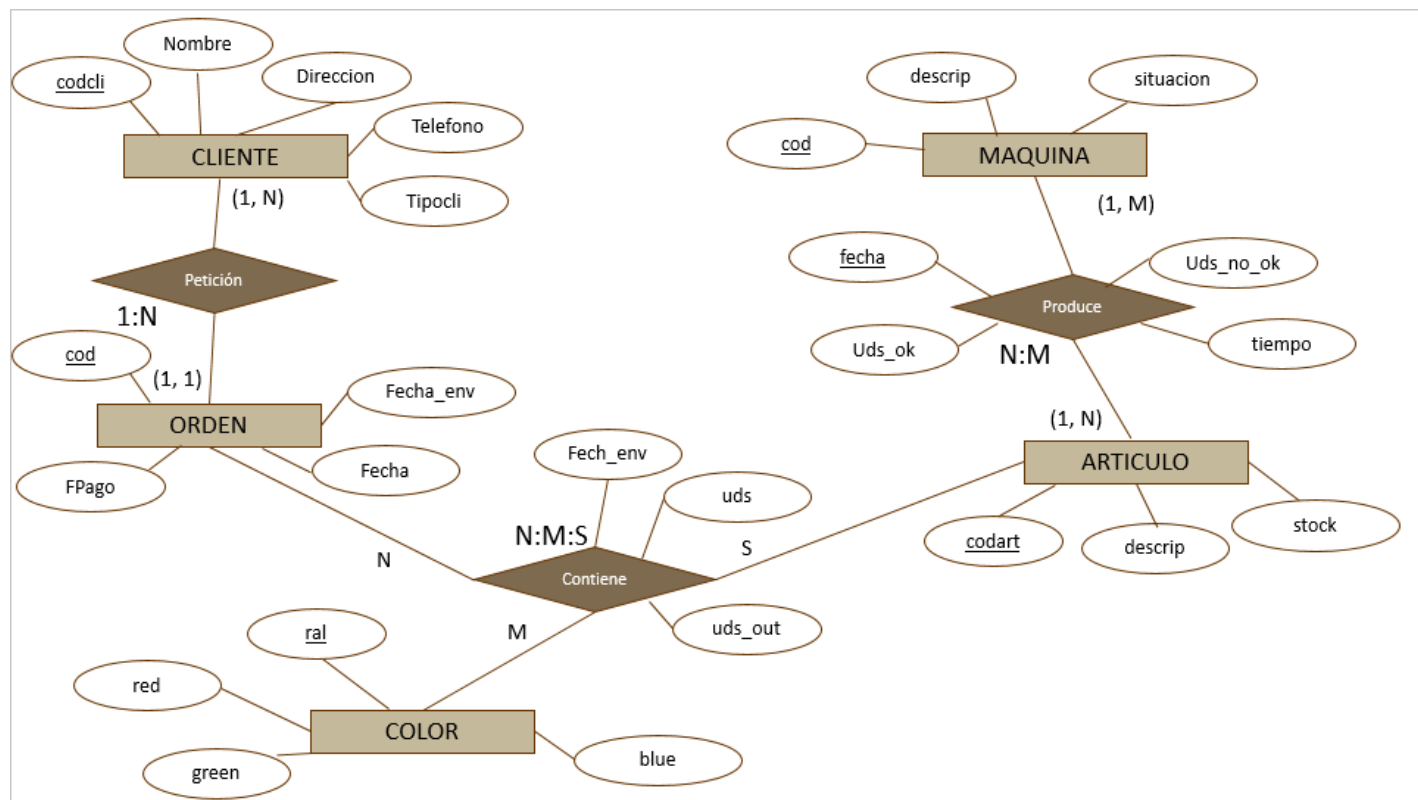 Nombre
codcli
Direccion
Telefono
CLIENTE
Tipocli
(1, N)
Petición
1:N
cod
(1, 1)
Fecha_env
ORDEN
Fecha
FPago
descrip
situacion
cod
MAQUINA
(1, M)
fecha
Uds_no_ok
Produce
Uds_ok
N:M
tiempo
(1, N)
ARTICULO
stock
codart
descrip
Fech_env
uds
N:M:S
S
N
Contiene
M
uds_out
ral
red
COLOR
green
blue